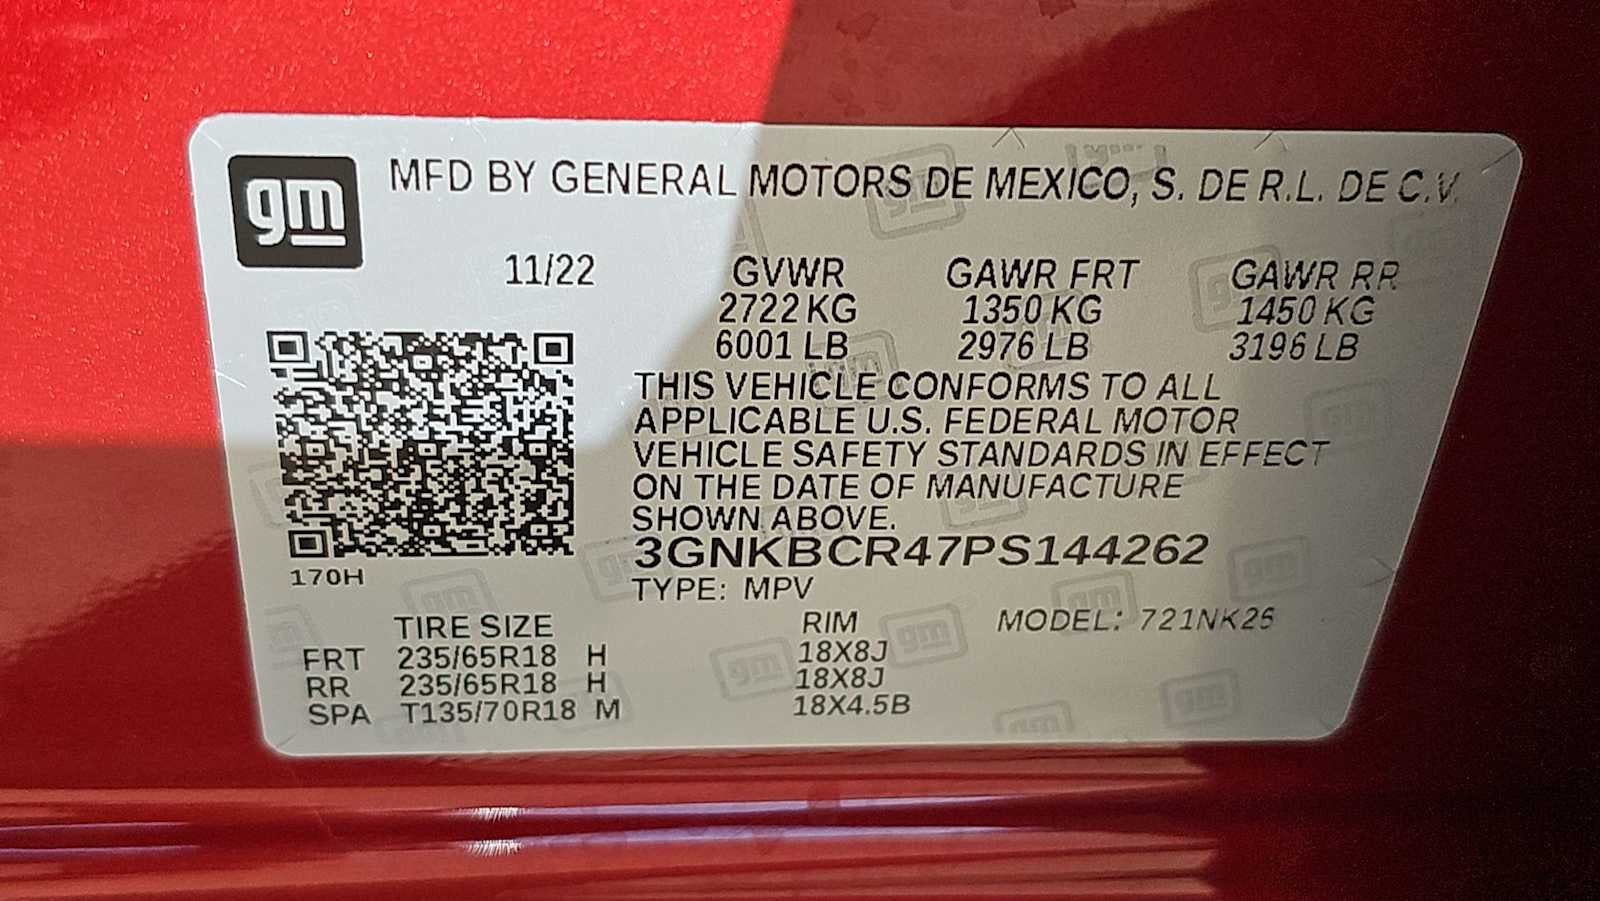 gm
MFD BY GENERAL MOTORS DE MEXICO, S. DE R.L. DE C.V.
11/22 GVWR GAWR FRT GAWR RR
2722 KG 1350 KG 1450 KG
6001 LB 2976 LB 3196 LB
THIS VEHICLE CONFORMS TO ALL
APPLICABLE U.S. FEDERAL MOTOR
VEHICLE SAFETY STANDARDS IN EFFECT
ON THE DATE OF MANUFACTURE
SHOWN ABOVE.
3GNKBCR47PS144262
170H
TYPE: MPV
TIRE SIZE RIM MODEL: 721NK26
FRT 235/65R18 H 18X8J
RR 235/65R18 H 18X8J
SPA T135/70R18 M 18X4.5B